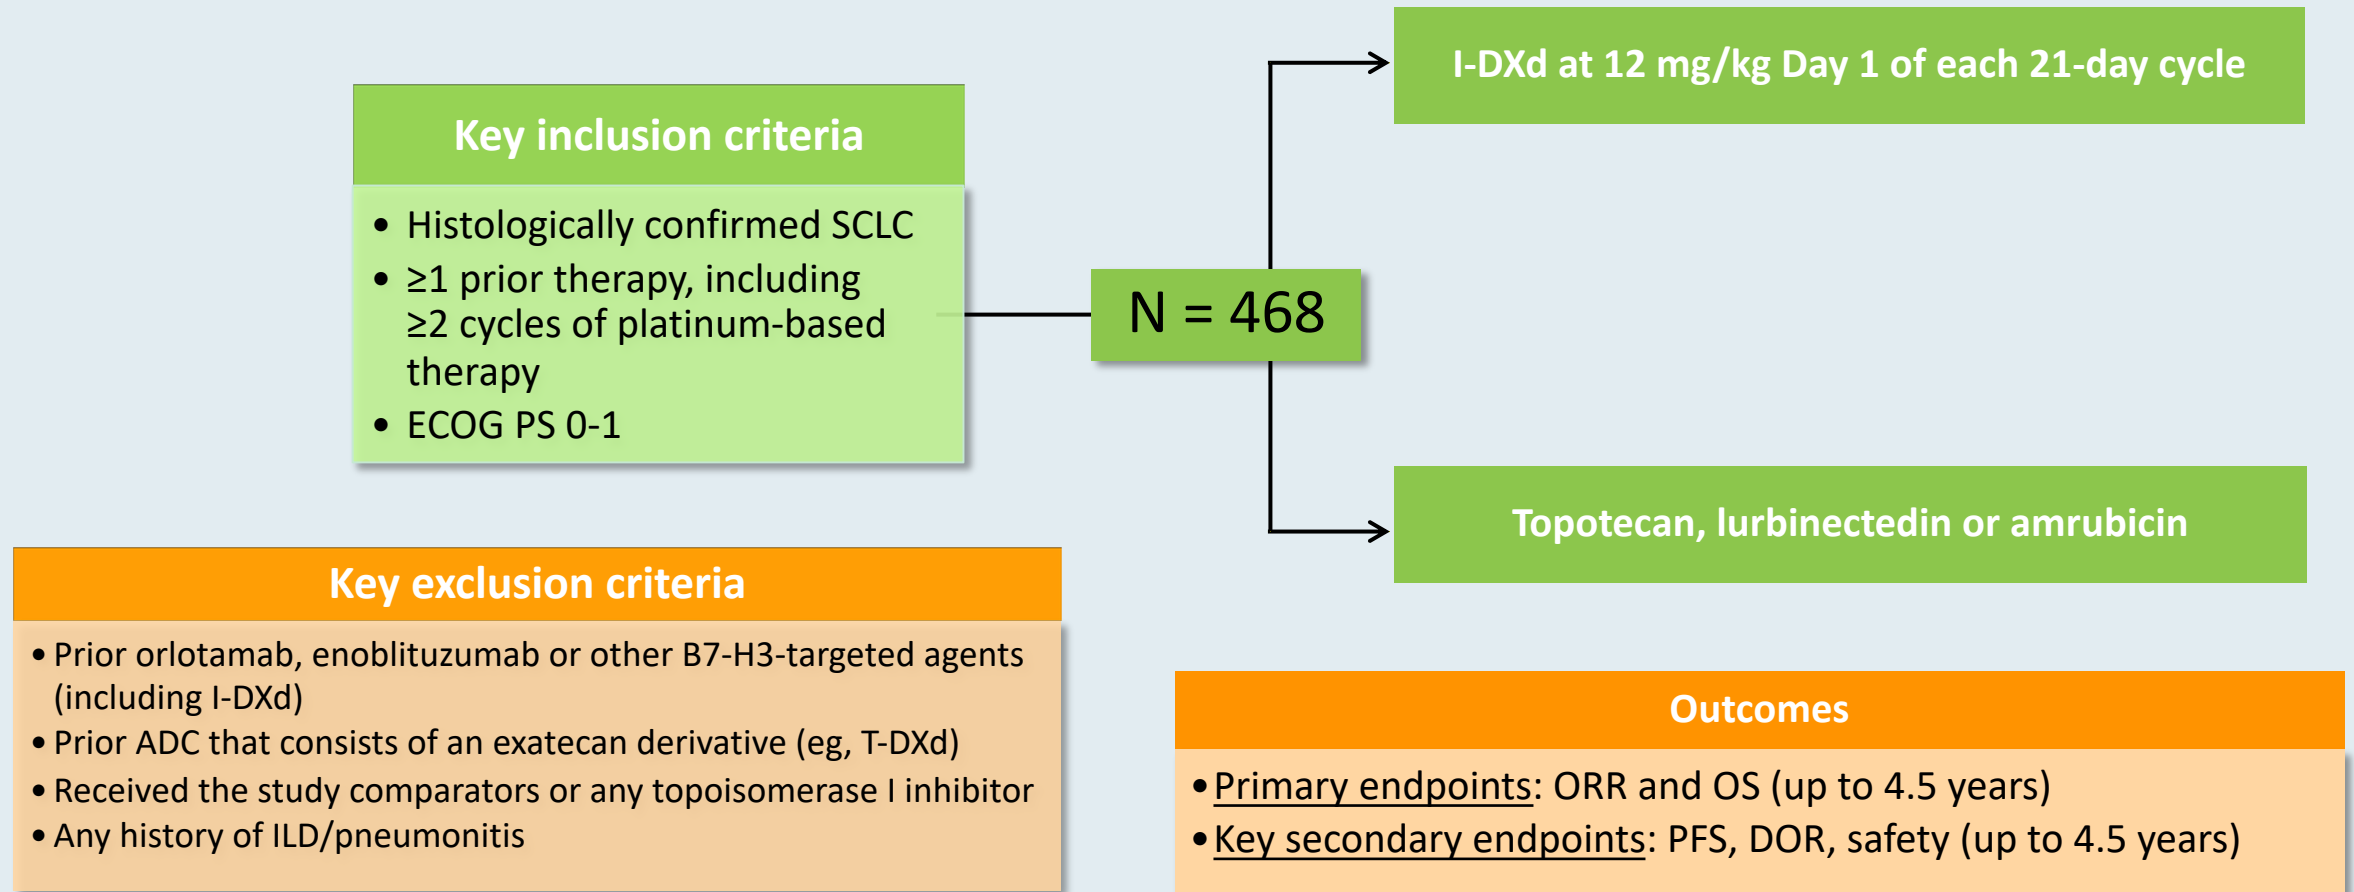 Key inclusion criteria
• Histologically confirmed SCLC
• ≥1 prior therapy, including
≥2 cycles of platinum-based
therapy
• ECOG PS 0-1
N = 468
I-DXd at 12 mg/kg Day 1 of each 21-day cycle
Topotecan, lurbinectedin or amrubicin
Key exclusion criteria
• Prior orlotamab, enoblituzumab or other B7-H3-targeted agents
(including I-DXd)
• Prior ADC that consists of an exatecan derivative (eg, T-DXd)
• Received the study comparators or any topoisomerase I inhibitor
• Any history of ILD/pneumonitis
Outcomes
• Primary endpoints: ORR and OS (up to 4.5 years)
• Key secondary endpoints: PFS, DOR, safety (up to 4.5 years)